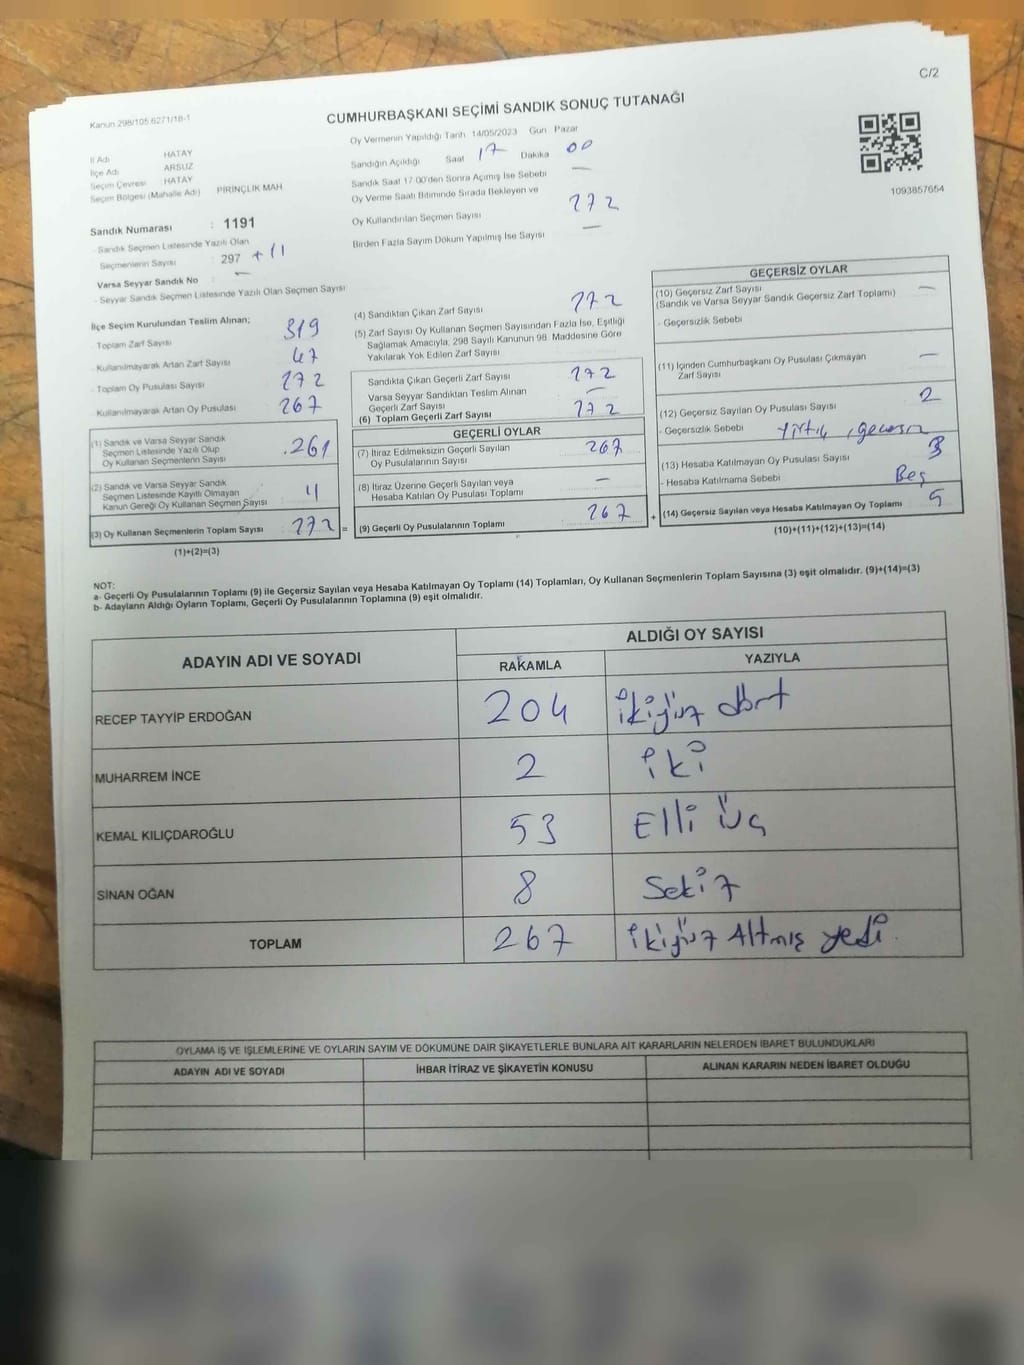 C/2
Kanun 298/105 6271/18-1
CUMHURBAŞKANI SEÇİMİ SANDIK SONUÇ TUTANAĞI
Oy Vermenin Yapıldığı Tarih 14/05/2023 Gün Pazar
İl Adı HATAY
İlçe Adı ARSUZ
Seçim Çevresi : HATAY
Seçim Bölgesi (Mahalle Adı) PİRİNÇLİK MAH
Sandığın Açıldığı Saat 17 Dakika 00
Sandık Saat 17:00'den Sonra Açımış İse Sebebi —
Oy Verme Saati Bitiminde Sırada Bekleyen ve
Oy Kullandırılan Seçmen Sayısı 272
Birden Fazla Sayım Döküm Yapılmış İse Sayısı —
1093857654
Sandık Numarası : 1191
- Sandık Seçmen Listesinde Yazılı Olan
Seçmenlerin Sayısı : 297 +11
Varsa Seyyar Sandık No : —
- Seyyar Sandık Seçmen Listesinde Yazılı Olan Seçmen Sayısı
İlçe Seçim Kurulundan Teslim Alınan;
- Toplam Zarf Sayısı 319
- Kullanılmayarak Artan Zarf Sayısı 47
- Toplam Oy Pusulası Sayısı 272
- Kullanılmayarak Artan Oy Pusulası 267
(1) Sandık ve Varsa Seyyar Sandık
Seçmen Listesinde Yazılı Olup
Oy Kullanan Seçmenlerin Sayısı 261
(2) Sandık ve Varsa Seyyar Sandık
Seçmen Listesinde Kayıtlı Olmayan
Kanun Gereği Oy Kullanan Seçmen Sayısı 11
(3) Oy Kullanan Seçmenlerin Toplam Sayısı 272 =
(1)+(2)=(3)
(4) Sandıktan Çıkan Zarf Sayısı 272
(5) Zarf Sayısı Oy Kullanan Seçmen Sayısından Fazla İse, Eşitliği
Sağlamak Amacıyla, 298 Sayılı Kanunun 98. Maddesine Göre
Yakılarak Yok Edilen Zarf Sayısı
Sandıkta Çıkan Geçerli Zarf Sayısı 272
Varsa Seyyar Sandıktan Teslim Alınan
Geçerli Zarf Sayısı —
(6) Toplam Geçerli Zarf Sayısı 272
GEÇERLİ OYLAR
(7) İtiraz Edilmeksizin Geçerli Sayılan
Oy Pusulalarının Sayısı 267
(8) İtiraz Üzerine Geçerli Sayılan veya
Hesaba Katılan Oy Pusulası Toplamı —
(9) Geçerli Oy Pusulalarının Toplamı 267 +
GEÇERSİZ OYLAR
(10) Geçersiz Zarf Sayısı —
(Sandık ve Varsa Seyyar Sandık Geçersiz Zarf Toplamı)
- Geçersizlik Sebebi
(11) İçinden Cumhurbaşkanı Oy Pusulası Çıkmayan
Zarf Sayısı —
(12) Geçersiz Sayılan Oy Pusulası Sayısı 2
- Geçersizlik Sebebi yırtık,
(13) Hesaba Katılmayan Oy Pusulası Sayısı 3
- Hesaba Katılmama Sebebi Beş
(14) Geçersiz Sayılan veya Hesaba Katılmayan Oy Toplamı 5
(10)+(11)+(12)+(13)=(14)
NOT:
a- Geçerli Oy Pusulalarının Toplamı (9) ile Geçersiz Sayılan veya Hesaba Katılmayan Oy Toplamı (14) Toplamları, Oy Kullanan Seçmenlerin Toplam Sayısına (3) eşit olmalıdır. (9)+(14)=(3)
b- Adayların Aldığı Oyların Toplamı, Geçerli Oy Pusulalarının Toplamına (9) eşit olmalıdır.
ADAYIN ADI VE SOYADI ALDIĞI OY SAYISI
RAKAMLA YAZIYLA
RECEP TAYYİP ERDOĞAN 204 ikiyüz dört
MUHARREM İNCE 2 iki
KEMAL KILIÇDAROĞLU 53 Elli üç
SİNAN OĞAN 8 Sekiz
TOPLAM 267 ikiyüz Altmış yedi
OYLAMA İŞ VE İŞLEMLERİNE VE OYLARIN SAYIM VE DÖKÜMÜNE DAİR ŞİKAYETLERLE BUNLARA AİT KARARLARIN NELERDEN İBARET BULUNDUKLARI
ADAYIN ADI VE SOYADI İHBAR İTİRAZ VE ŞİKAYETİN KONUSU ALINAN KARARIN NEDEN İBARET OLDUĞU